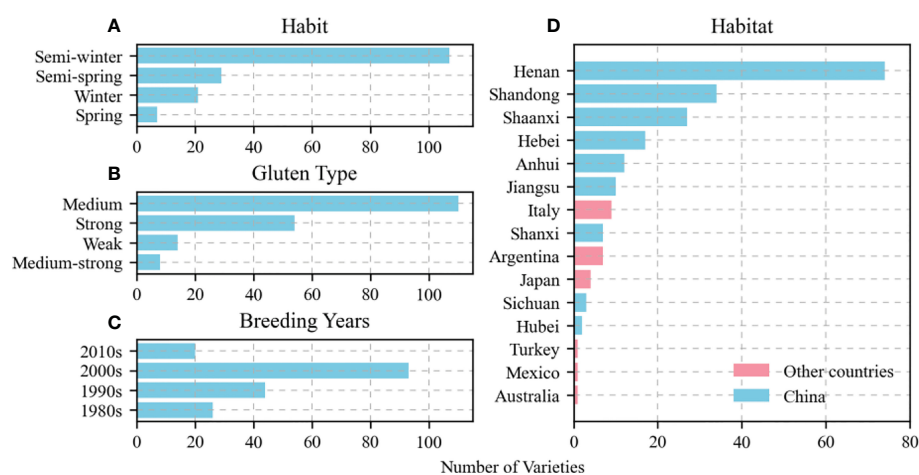 A
Habit
Semi-winter
Semi-spring
Winter
Spring
0 20 40 60 80 100
B
Gluten Type
Medium
Strong
Weak
Medium-strong
0 20 40 60 80 100
C
Breeding Years
2010s
2000s
1990s
1980s
0 20 40 60 80 100
D
Habitat
Henan
Shandong
Shaanxi
Hebei
Anhui
Jiangsu
Italy
Shanxi
Argentina
Japan
Sichuan
Hubei
Turkey
Mexico
Australia
Other countries
China
0 20 40 60 80
Number of Varieties